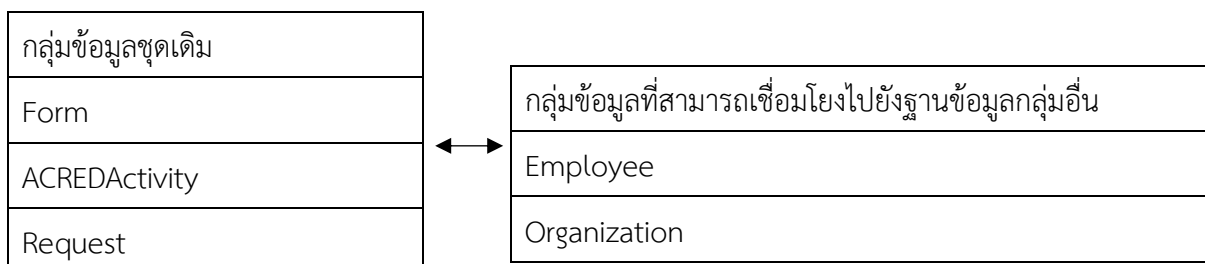 กลุ่มข้อมูลชุดเดิม
Form
ACREDActivity
Request
กลุ่มข้อมูลที่สามารถเชื่อมโยงไปยังฐานข้อมูลกลุ่มอื่น
Employee
Organization